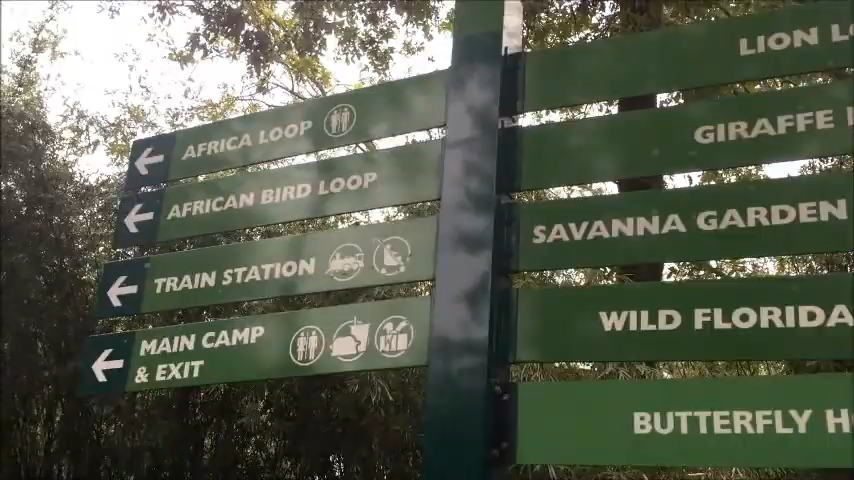 AFRICA LOOP
AFRICAN BIRD LOOP
TRAIN STATION
MAIN CAMP
& EXIT
LION
GIRAFFE
SAVANNA GARDEN
WILD FLORIDA
BUTTERFLY